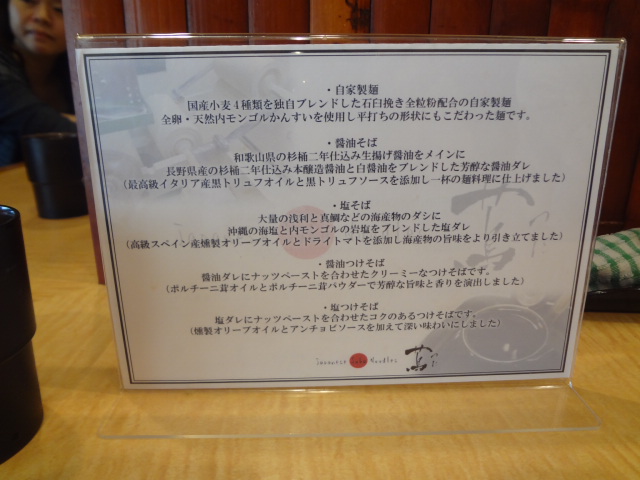 ・自家製麺
国産小麦4種類を独自ブレンドした石臼挽き全粒粉配合の自家製麺
全卵・天然内モンゴルかんすいを使用し平打ちの形状にもこだわった麺です。
・醤油そば
和歌山県の杉桶二年仕込み生揚げ醤油をメインに
長野県産の杉桶二年仕込み本醸造醤油と白醤油をブレンドした芳醇な醤油ダレ
（最高級イタリア産黒トリュフオイルと黒トリュフソースを添加し一杯の麺料理に仕上げました）
・塩そば
大量の浅利と真鯛などの海産物のダシに
沖縄の海塩と内モンゴルの岩塩をブレンドした塩ダレ
（高級スペイン産燻製オリーブオイルとドライトマトを添加し海産物の旨味をより引き立てました）
・醤油つけそば
醤油ダレにナッツペーストを合わせたクリーミーなつけそばです。
（ポルチーニ茸オイルとポルチーニ茸パウダーで芳醇な旨味と香りを演出しました）
・塩つけそば
塩ダレにナッツペーストを合わせたコクのあるつけそばです。
（燻製オリーブオイルとアンチョビソースを加えて深い味わいにしました）
Japanese Soba Noodles 蔦